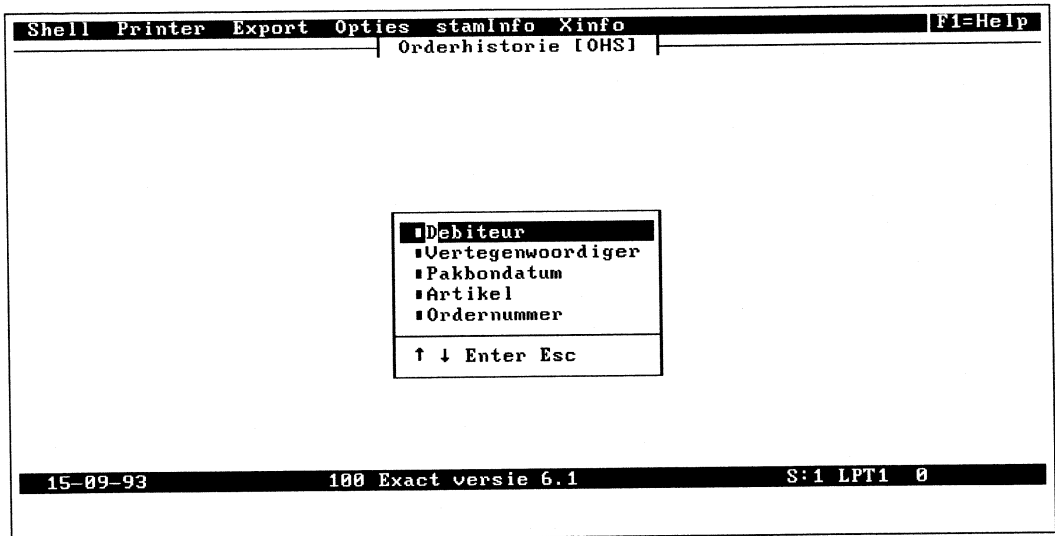 Shell Printer Export Opties stamInfo Xinfo F1=Help
Orderhistorie [OHS]
Debiteur
Vertegenwoordiger
Pakbondatum
Artikel
Ordernummer
↑ ↓ Enter Esc
15-09-93 100 Exact versie 6.1 S:1 LPT1 0